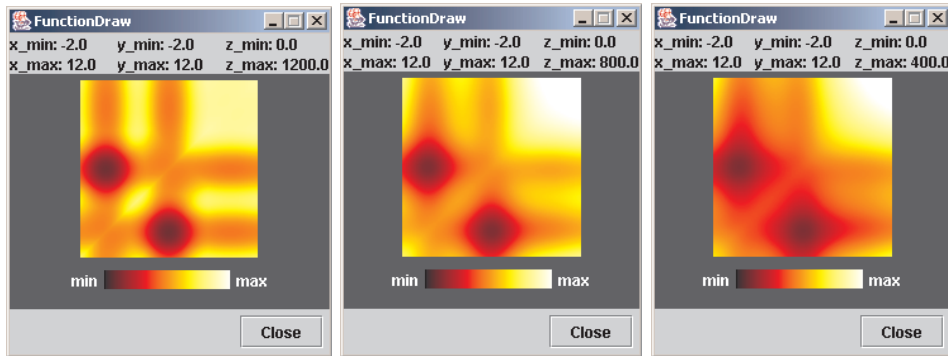 FunctionDraw
x_min: -2.0 y_min: -2.0 z_min: 0.0
x_max: 12.0 y_max: 12.0 z_max: 1200.0
min max
Close
FunctionDraw
x_min: -2.0 y_min: -2.0 z_min: 0.0
x_max: 12.0 y_max: 12.0 z_max: 800.0
min max
Close
FunctionDraw
x_min: -2.0 y_min: -2.0 z_min: 0.0
x_max: 12.0 y_max: 12.0 z_max: 400.0
min max
Close